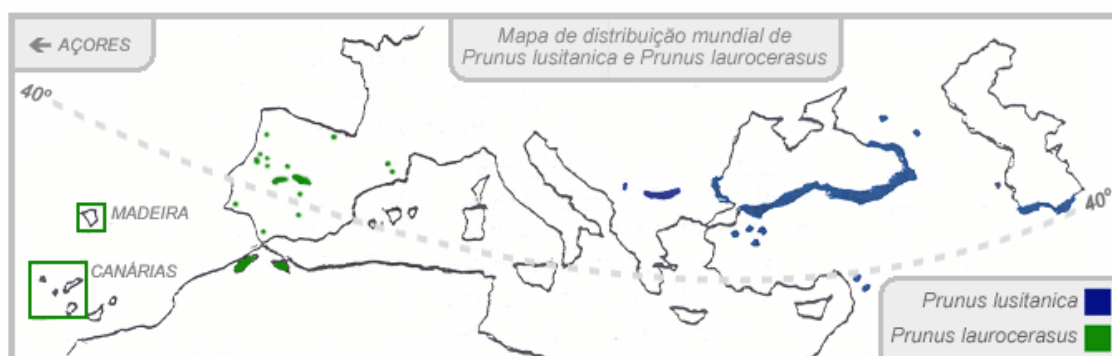 ← AÇORES
Mapa de distribuição mundial de
Prunus lusitanica e Prunus laurocerasus
40º
MADEIRA
40º
CANÁRIAS
Prunus lusitanica
Prunus laurocerasus